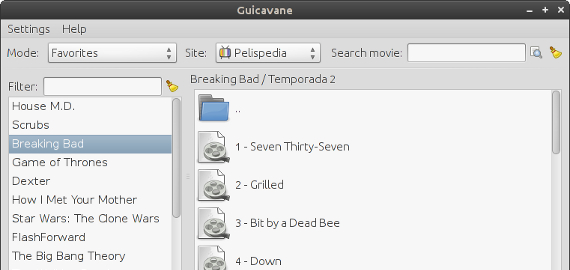 Guicavane
Settings Help
Mode: Favorites Site: Pelispedia Search movie:
Filter:
House M.D.
Scrubs
Breaking Bad
Game of Thrones
Dexter
How I Met Your Mother
Star Wars: The Clone Wars
FlashForward
The Big Bang Theory
Breaking Bad / Temporada 2
..
1 - Seven Thirty-Seven
2 - Grilled
3 - Bit by a Dead Bee
4 - Down